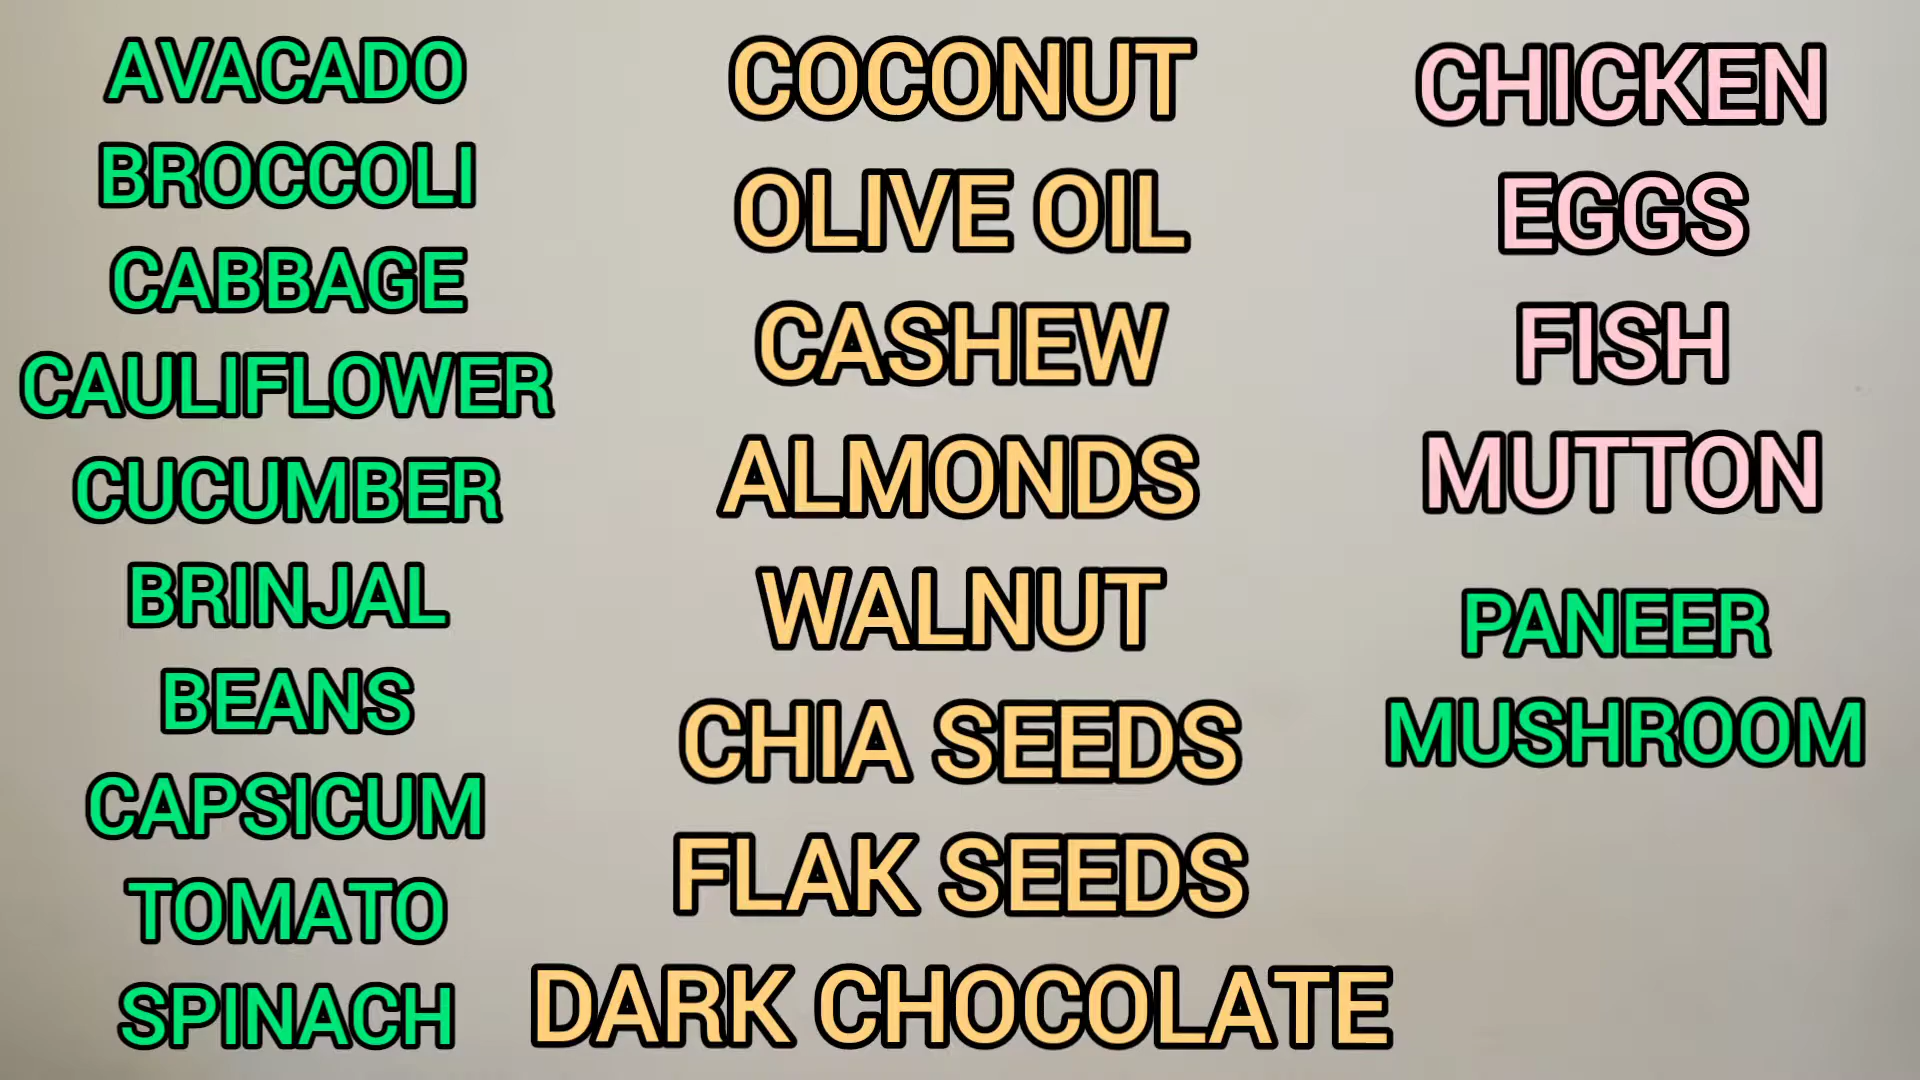 AVACADO
BROCCOLI
CABBAGE
CAULIFLOWER
CUCUMBER
BRINJAL
BEANS
CAPSICUM
TOMATO
SPINACH
COCONUT
OLIVE OIL
CASHEW
ALMONDS
WALNUT
CHIA SEEDS
FLAK SEEDS
DARK CHOCOLATE
CHICKEN
EGGS
FISH
MUTTON
PANEER
MUSHROOM